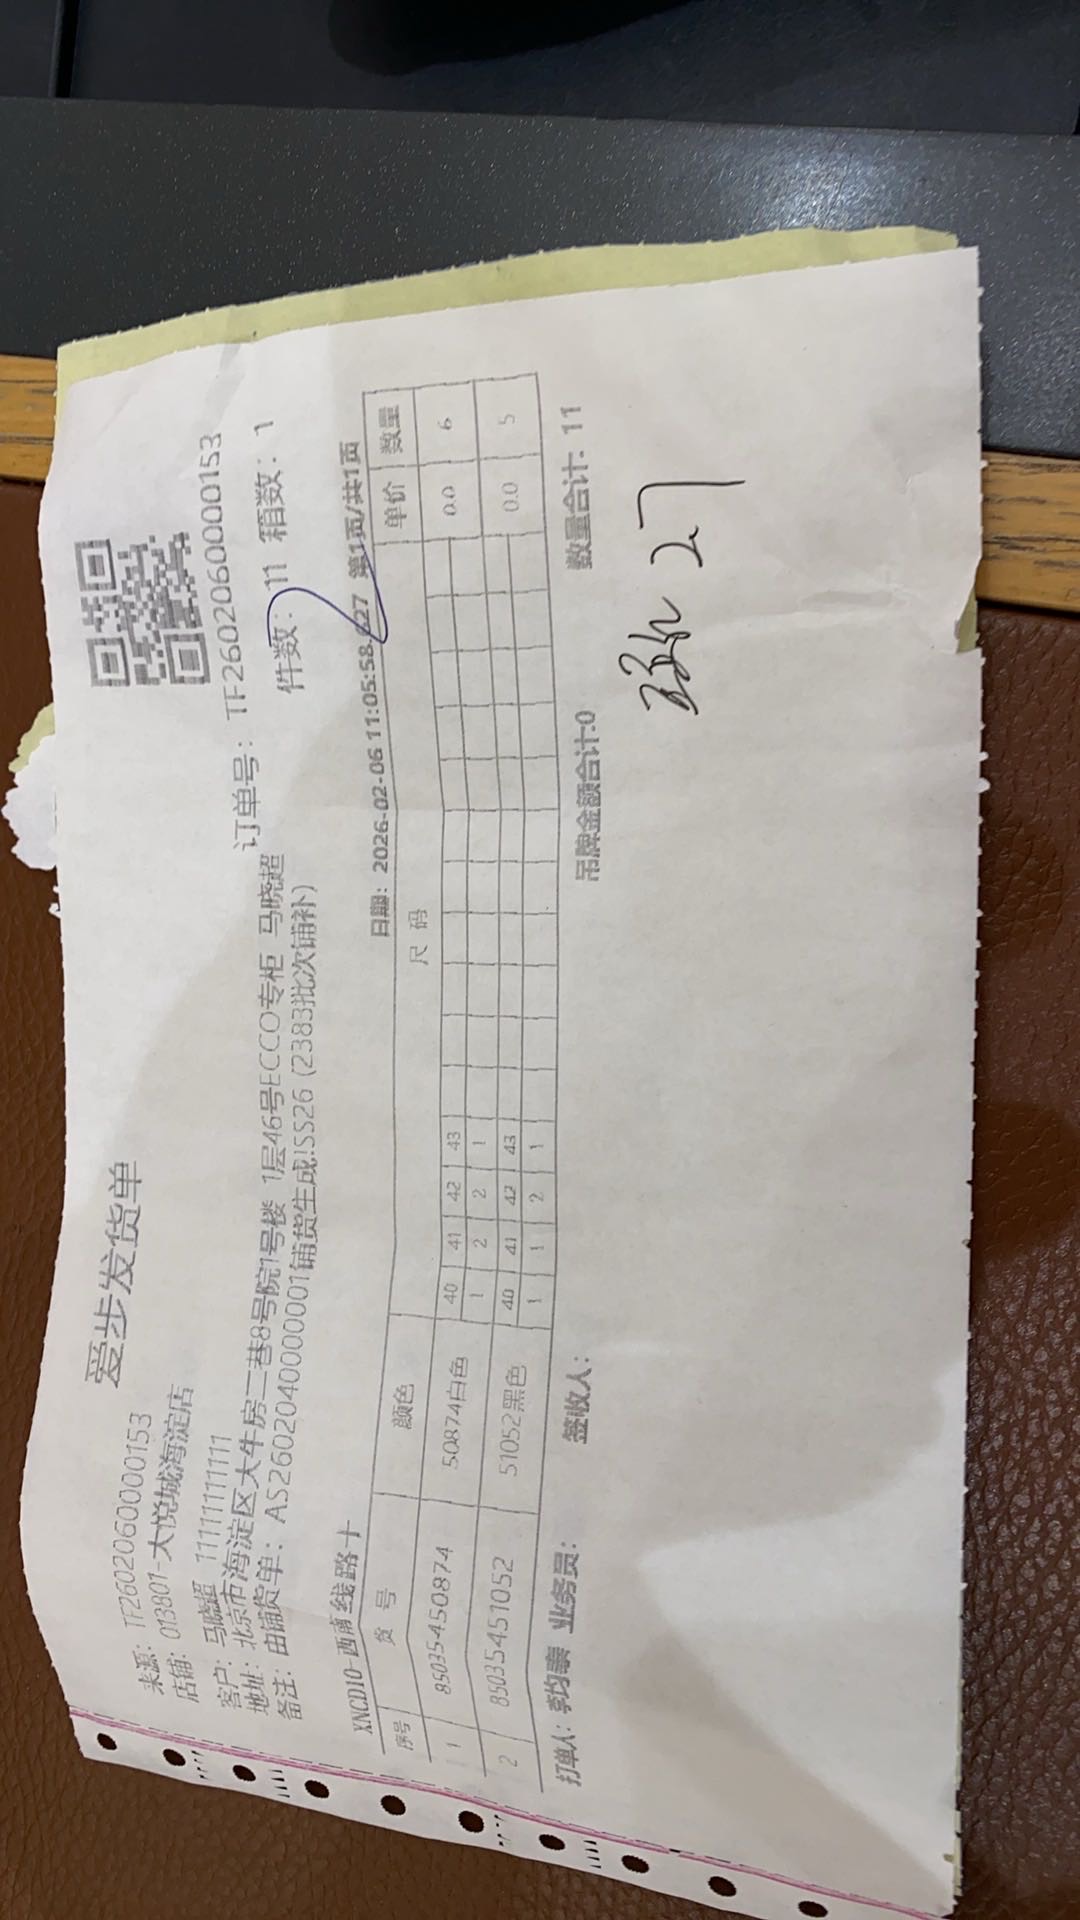 爱步发货单
来源: TF260206000153
店铺: 013801-大悦城海淀店
订单号: TF260206000153
客户: 马晓超 11111111111
件数: 11 箱数: 1
地址: 北京市海淀区大牛房二巷8号院1号楼 1层46号ECCO专柜 马晓超
备注: 由铺货单: AS260204000001铺货生成!SS26 (2383批次铺补)
XNCD10-西南线路十 日期: 2026-02-06 11:05:58.627 第1页/共1页
序号 货 号 颜色 尺 码 单价 数量
40 41 42 43
1 85035450874 50874白色 1 2 2 1 0.0 6
40 41 42 43
2 85035451052 51052黑色 1 1 2 1 0.0 5
打单人: 李均泰 业务员: 签收人: 吊牌金额合计:0 数量合计: 11
27